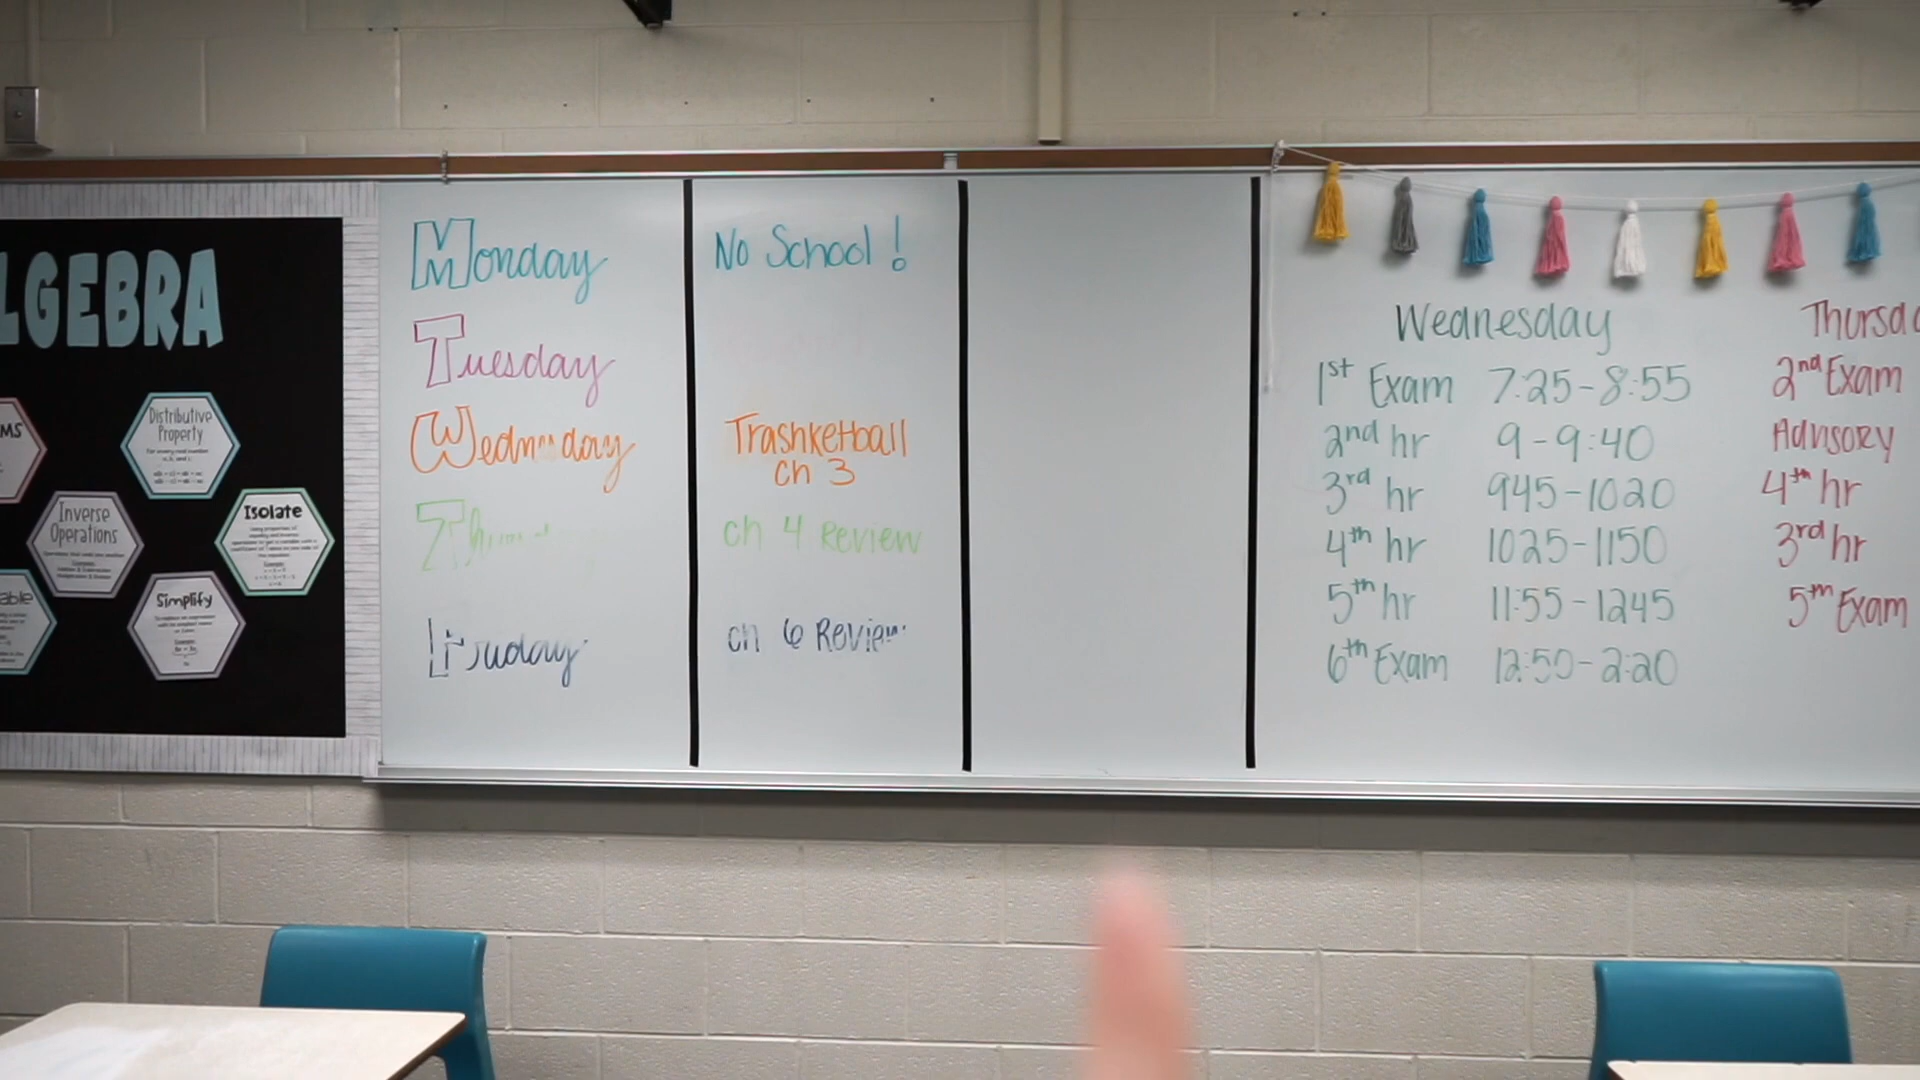 LGEBRA
MS
Distributive
Property
Inverse
Operations
Isolate
able
Simplify
Monday
No School!
Tuesday
Wednesday
Trashketball
ch 3
ch 4 Review
Friday
ch 6 Review
Wednesday
1st Exam 7:25-8:55
2nd hr 9-9:40
3rd hr 945-1020
4th hr 1025-1150
5th hr 11:55-1245
6th Exam 12:50-2:20
Thursd
2nd Exam
Advisory
4th hr
3rd hr
5th Exam